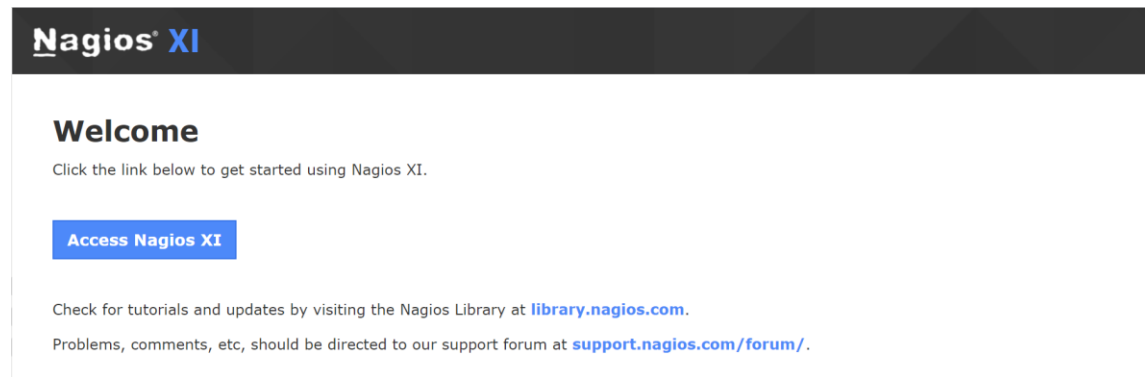 Nagios® XI
Welcome
Click the link below to get started using Nagios XI.
Access Nagios XI
Check for tutorials and updates by visiting the Nagios Library at library.nagios.com.
Problems, comments, etc, should be directed to our support forum at support.nagios.com/forum/.